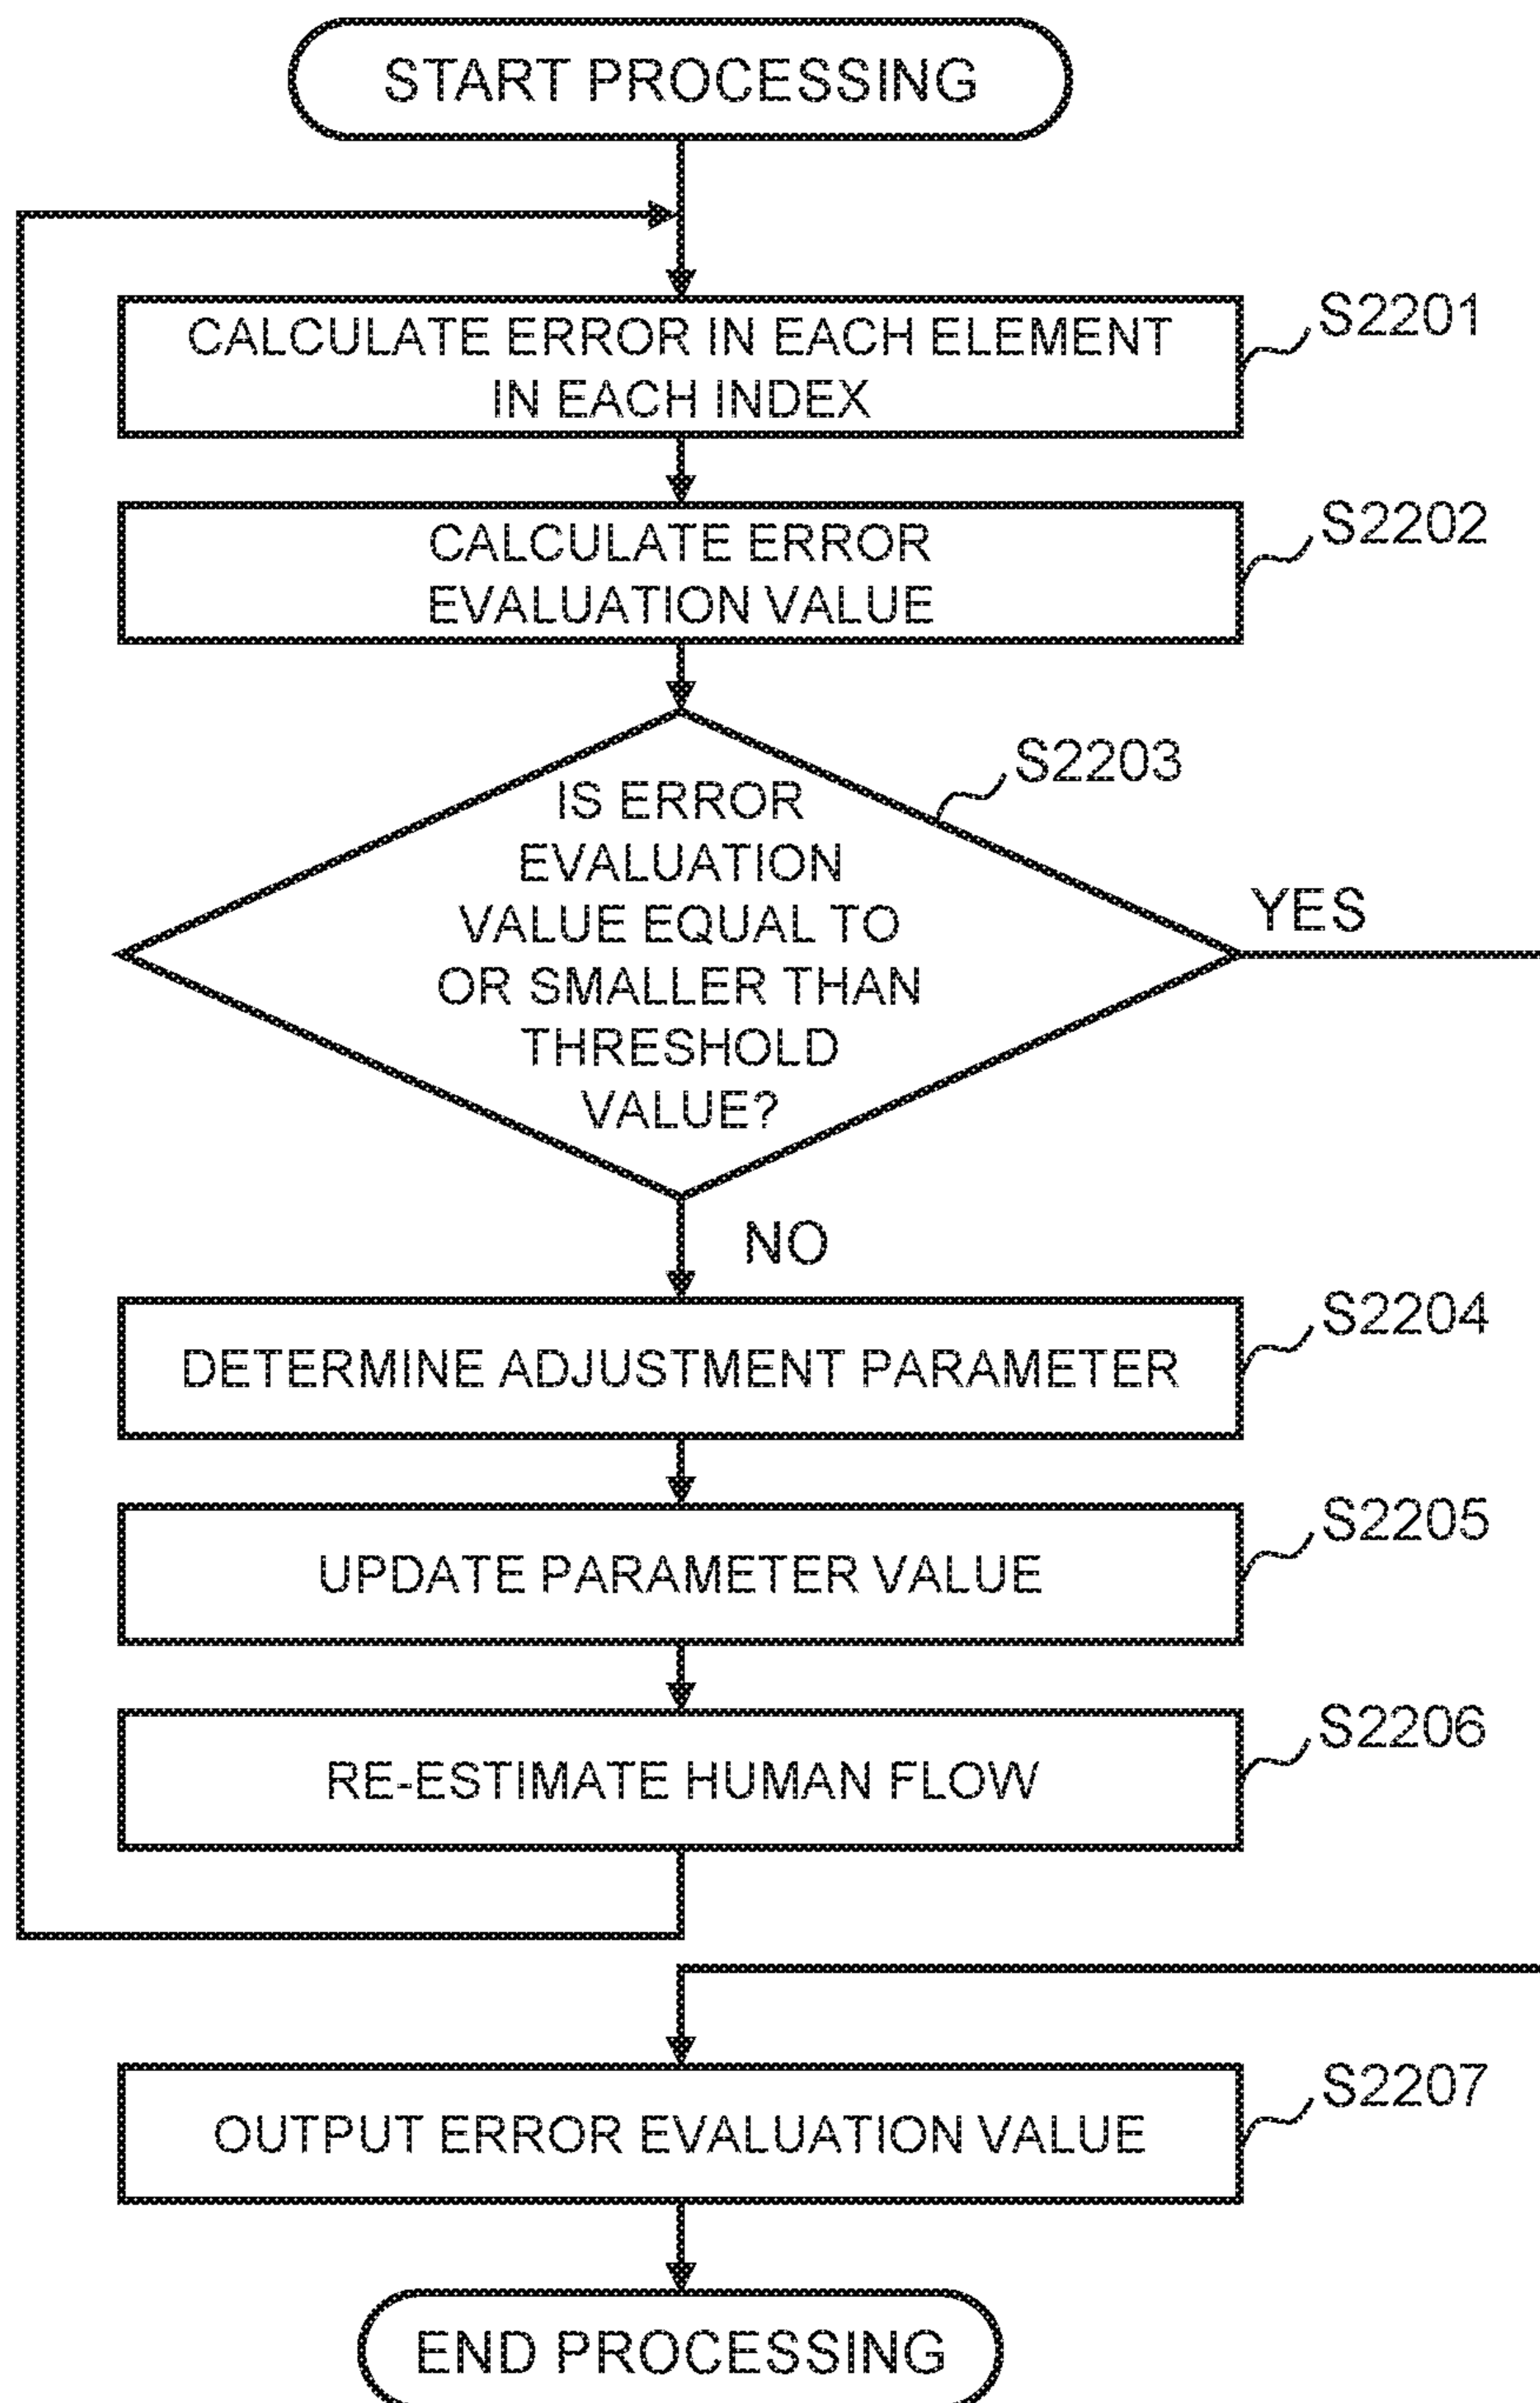 START PROCESSING
CALCULATE ERROR IN EACH ELEMENT
IN EACH INDEX
S2201
CALCULATE ERROR
EVALUATION VALUE
S2202
S2203
IS ERROR
EVALUATION
VALUE EQUAL TO
OR SMALLER THAN
THRESHOLD
VALUE?
YES
NO
DETERMINE ADJUSTMENT PARAMETER
S2204
UPDATE PARAMETER VALUE
S2205
RE-ESTIMATE HUMAN FLOW
S2206
OUTPUT ERROR EVALUATION VALUE
S2207
END PROCESSING